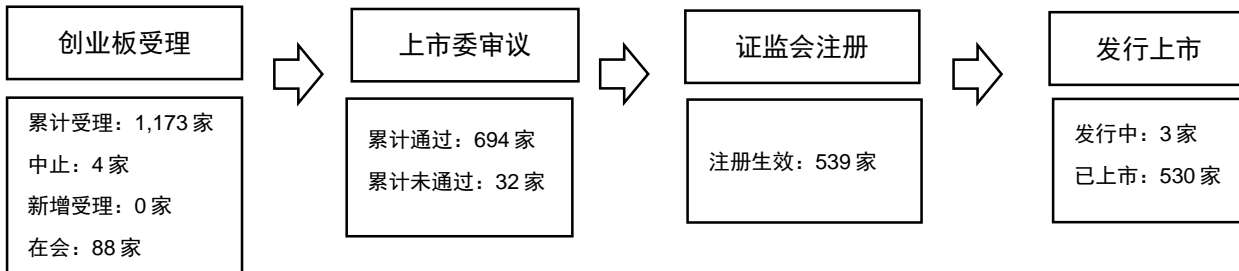 创业板受理
累计受理：1,173 家
中止：4 家
新增受理：0 家
在会：88 家
上市委审议
累计通过：694 家
累计未通过：32 家
证监会注册
注册生效：539 家
发行上市
发行中：3 家
已上市：530 家